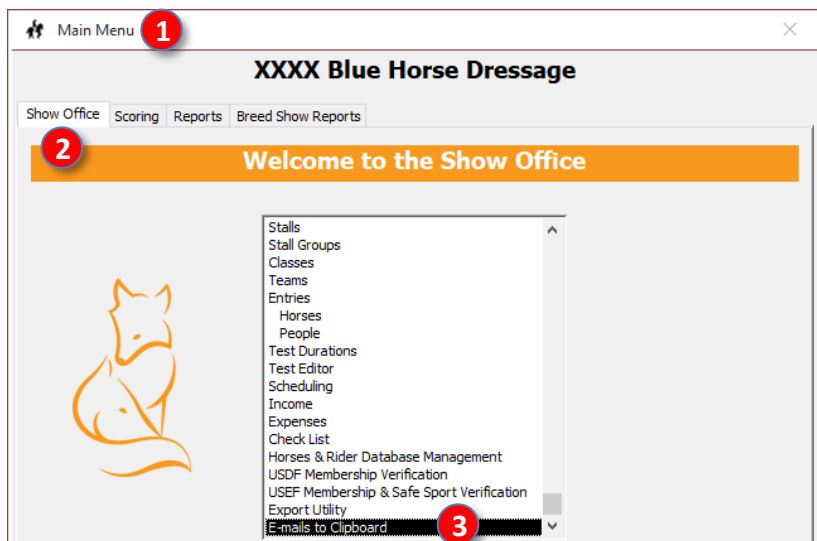 Main Menu 1
XXXX Blue Horse Dressage
Show Office Scoring Reports Breed Show Reports
2
Welcome to the Show Office
Stalls
Stall Groups
Classes
Teams
Entries
Horses
People
Test Durations
Test Editor
Scheduling
Income
Expenses
Check List
Horses & Rider Database Management
USDF Membership Verification
USEF Membership & Safe Sport Verification
Export Utility
E-mails to Clipboard 3